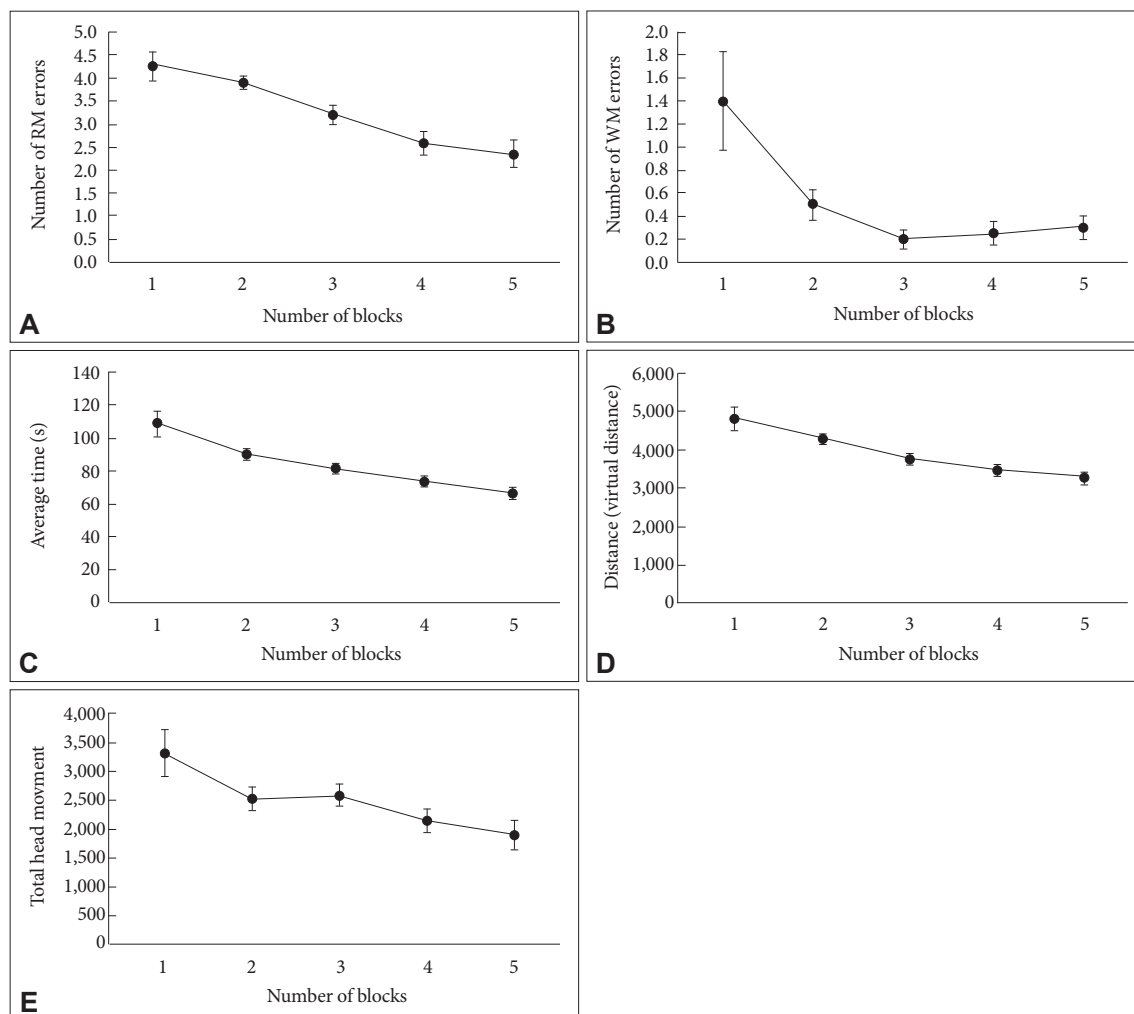 Number of RM errors
5.0
4.5
4.0
3.5
3.0
2.5
2.0
1.5
1.0
0.5
0.0
1 2 3 4 5
Number of blocks
A
Number of WM errors
2.0
1.8
1.6
1.4
1.2
1.0
0.8
0.6
0.4
0.2
0.0
1 2 3 4 5
Number of blocks
B
Average time (s)
140
120
100
80
60
40
20
0
1 2 3 4 5
Number of blocks
C
Distance (virtual distance)
6,000
5,000
4,000
3,000
2,000
1,000
0
1 2 3 4 5
Number of blocks
D
Total head movment
4,000
3,500
3,000
2,500
2,000
1,500
1,000
500
0
1 2 3 4 5
Number of blocks
E